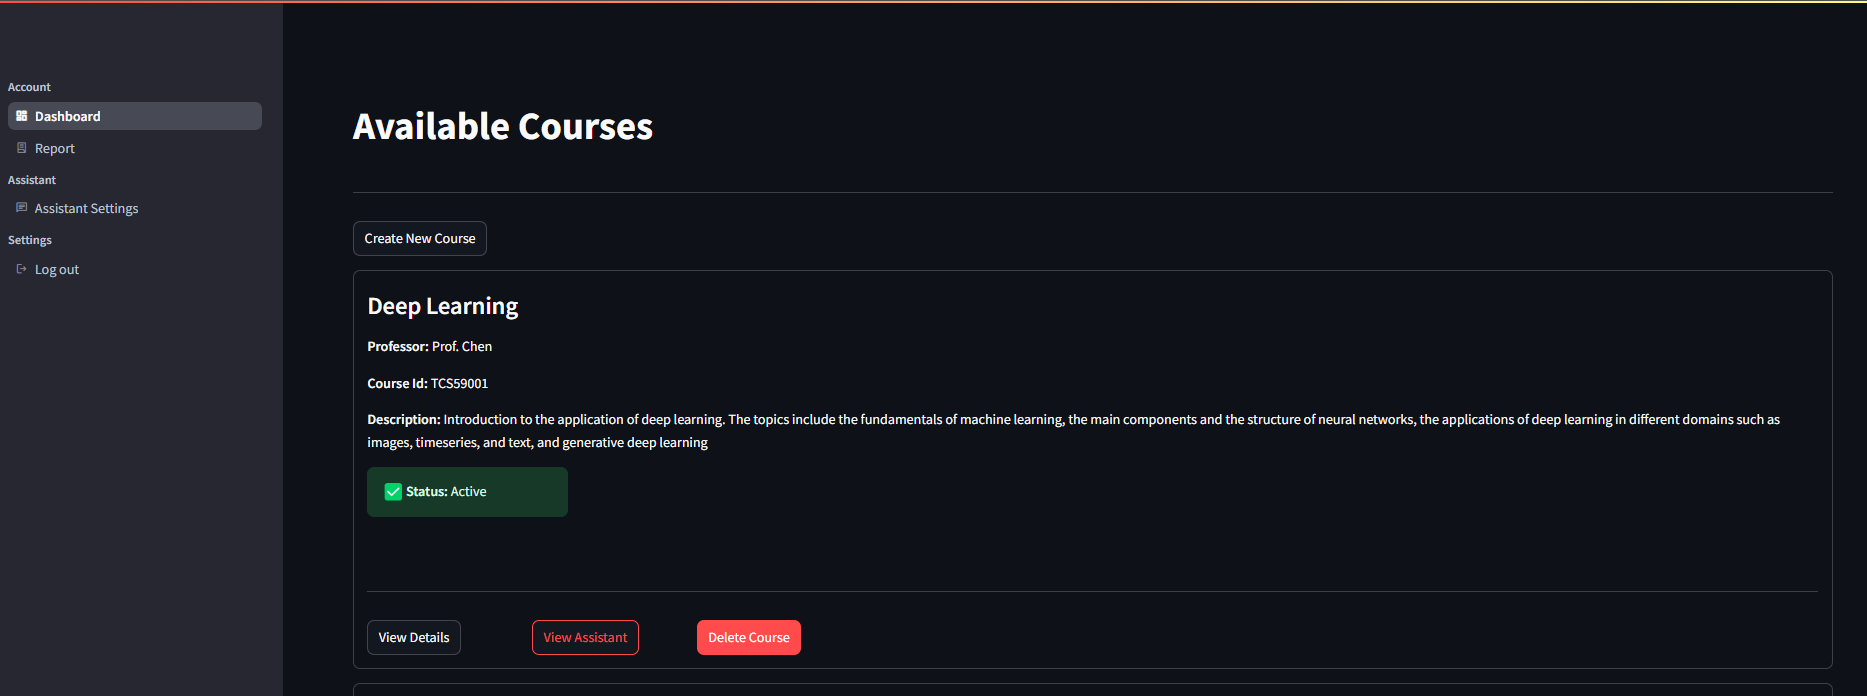 Account
Dashboard
Report
Assistant
Assistant Settings
Settings
Log out
Available Courses
Create New Course
Deep Learning
Professor: Prof. Chen
Course Id: TCS59001
Description: Introduction to the application of deep learning. The topics include the fundamentals of machine learning, the main components and the structure of neural networks, the applications of deep learning in different domains such as
images, timeseries, and text, and generative deep learning
Status: Active
View Details
View Assistant
Delete Course